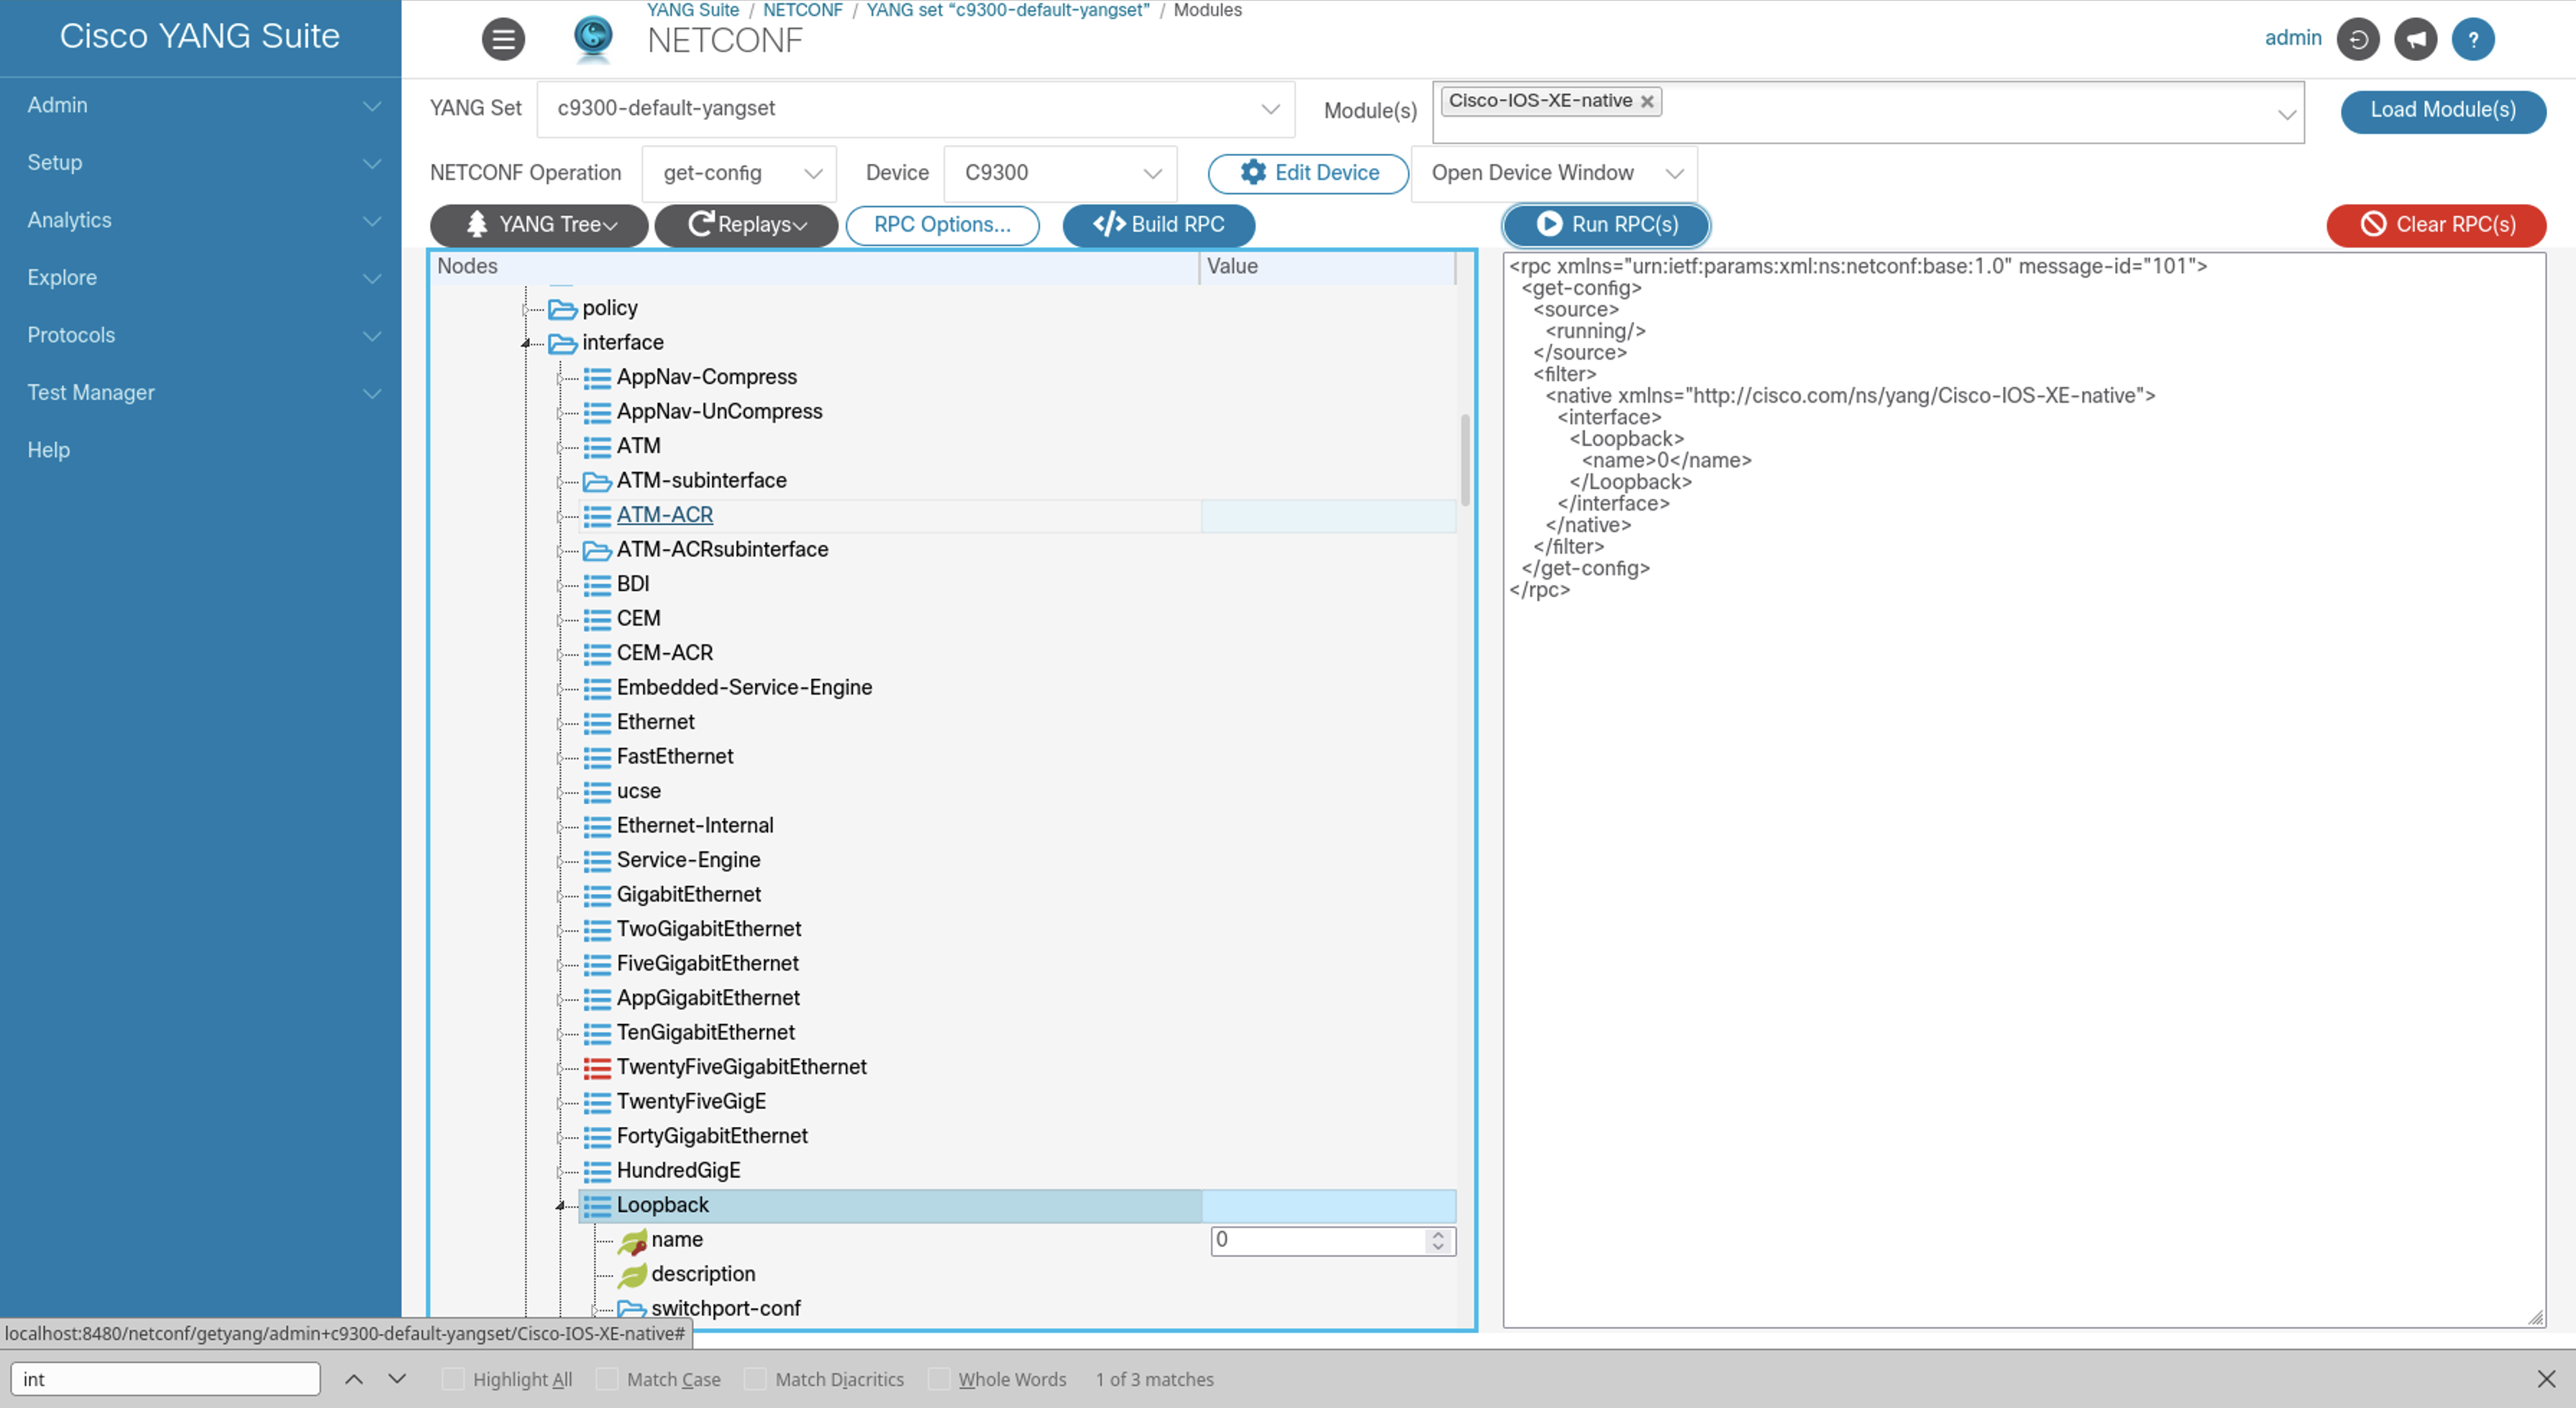 Cisco YANG Suite
YANG Suite / NETCONF / YANG set “c9300-default-yangset” / Modules
NETCONF
admin
?
Admin
Setup
Analytics
Explore
Protocols
Test Manager
Help
YANG Set c9300-default-yangset Module(s) Cisco-IOS-XE-native Load Module(s)
NETCONF Operation get-config Device C9300 Edit Device Open Device Window
YANG Tree Replays RPC Options... </> Build RPC Run RPC(s) Clear RPC(s)
Nodes Value
policy
interface
AppNav-Compress
AppNav-UnCompress
ATM
ATM-subinterface
ATM-ACR
ATM-ACRsubinterface
BDI
CEM
CEM-ACR
Embedded-Service-Engine
Ethernet
FastEthernet
ucse
Ethernet-Internal
Service-Engine
GigabitEthernet
TwoGigabitEthernet
FiveGigabitEthernet
AppGigabitEthernet
TenGigabitEthernet
TwentyFiveGigabitEthernet
TwentyFiveGigE
FortyGigabitEthernet
HundredGigE
Loopback
name 0
description
switchport-conf
<rpc xmlns="urn:ietf:params:xml:ns:netconf:base:1.0" message-id="101">
<get-config>
<source>
<running/>
</source>
<filter>
<native xmlns="http://cisco.com/ns/yang/Cisco-IOS-XE-native">
<interface>
<Loopback>
<name>0</name>
</Loopback>
</interface>
</native>
</filter>
</get-config>
</rpc>
localhost:8480/netconf/getyang/admin+c9300-default-yangset/Cisco-IOS-XE-native#
int Highlight All Match Case Match Diacritics Whole Words 1 of 3 matches